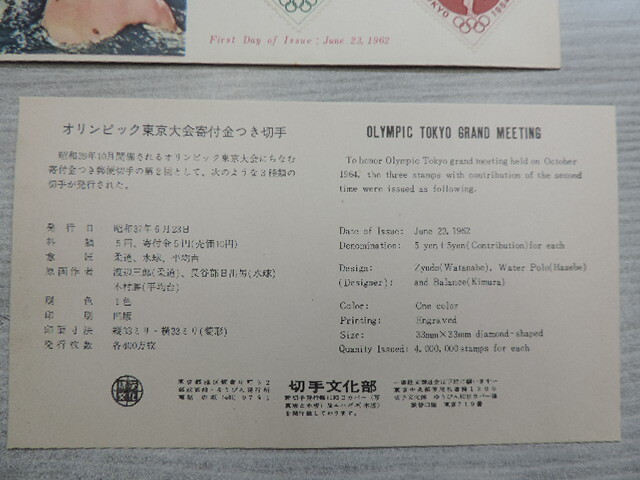 First Day of Issue : June 23, 1962
TOKYO 1964
オリンピック東京大会寄付金つき切手
昭和39年10月開催されるオリンピック東京大会にちなむ
寄付金つき郵便切手の第2回として、次のような3種類の
切手が発行された。
発行日 昭和37年6月23日
料額 5円、寄付金5円(売価10円)
意匠 柔道、水球、平均台
原画作者 渡辺三郎(柔道)、長谷部日出男(水球)
木村勝(平均台)
刷色 1色
印刷 凹版
印面寸法 縦33ミリ・横33ミリ(菱形)
発行枚数 各400万枚
切手文化部
OLYMPIC TOKYO GRAND MEETING
To honor Olympic Tokyo grand meeting held on October
1964, the three stamps with contribution of the second
time were issued as following.
Date of Issue: June 23, 1962
Denomination: 5 yen+5yen(Contribution)for each
Design: Zyudo(Watanabe), Water Polo(Hasebe)
(Designer): and Balance(Kimura)
Color: One color
Printing: Engraved
Size: 33mm×33mm diamond-shaped
Quantity Issued: 4,000,000 stamps for each